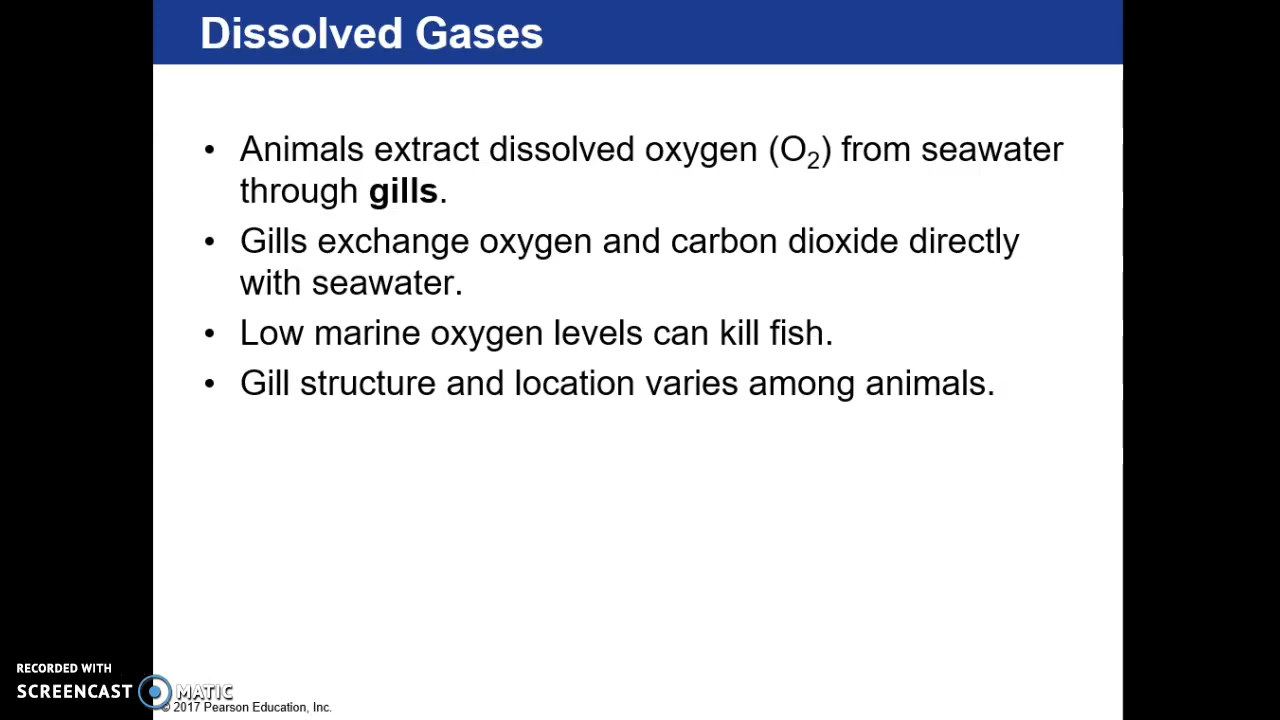 Dissolved Gases
• Animals extract dissolved oxygen (O₂) from seawater
through gills.
• Gills exchange oxygen and carbon dioxide directly
with seawater.
• Low marine oxygen levels can kill fish.
• Gill structure and location varies among animals.
RECORDED WITH
SCREENCAST MATIC
© 2017 Pearson Education, Inc.